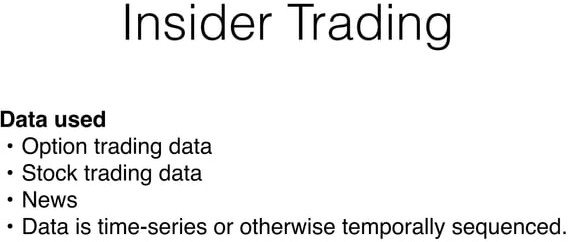 Insider Trading
Data used
• Option trading data
• Stock trading data
• News
• Data is time-series or otherwise temporally sequenced.